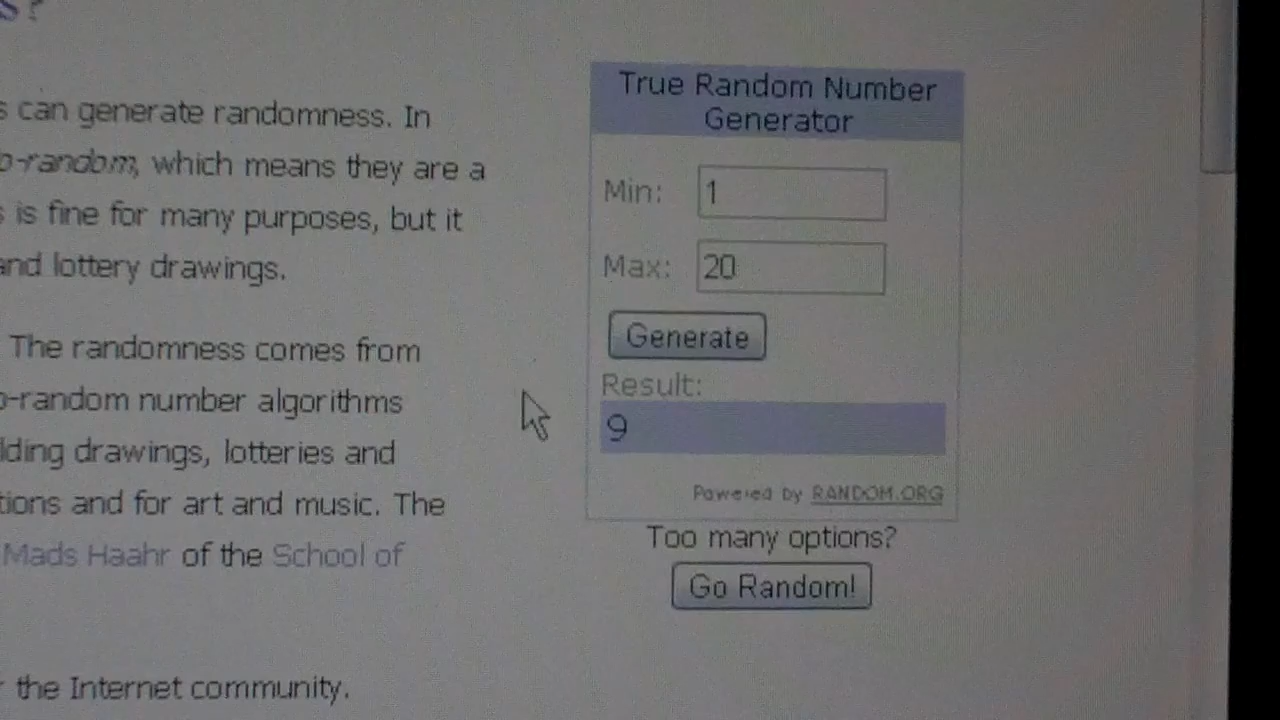 s can generate randomness. In
o-random, which means they are a
s is fine for many purposes, but it
and lottery drawings.
The randomness comes from
o-random number algorithms
lding drawings, lotteries and
tions and for art and music. The
Mads Haahr of the School of
the Internet community.
True Random Number
Generator
Min: 1
Max: 20
Generate
Result:
9
Powered by RANDOM.ORG
Too many options?
Go Random!